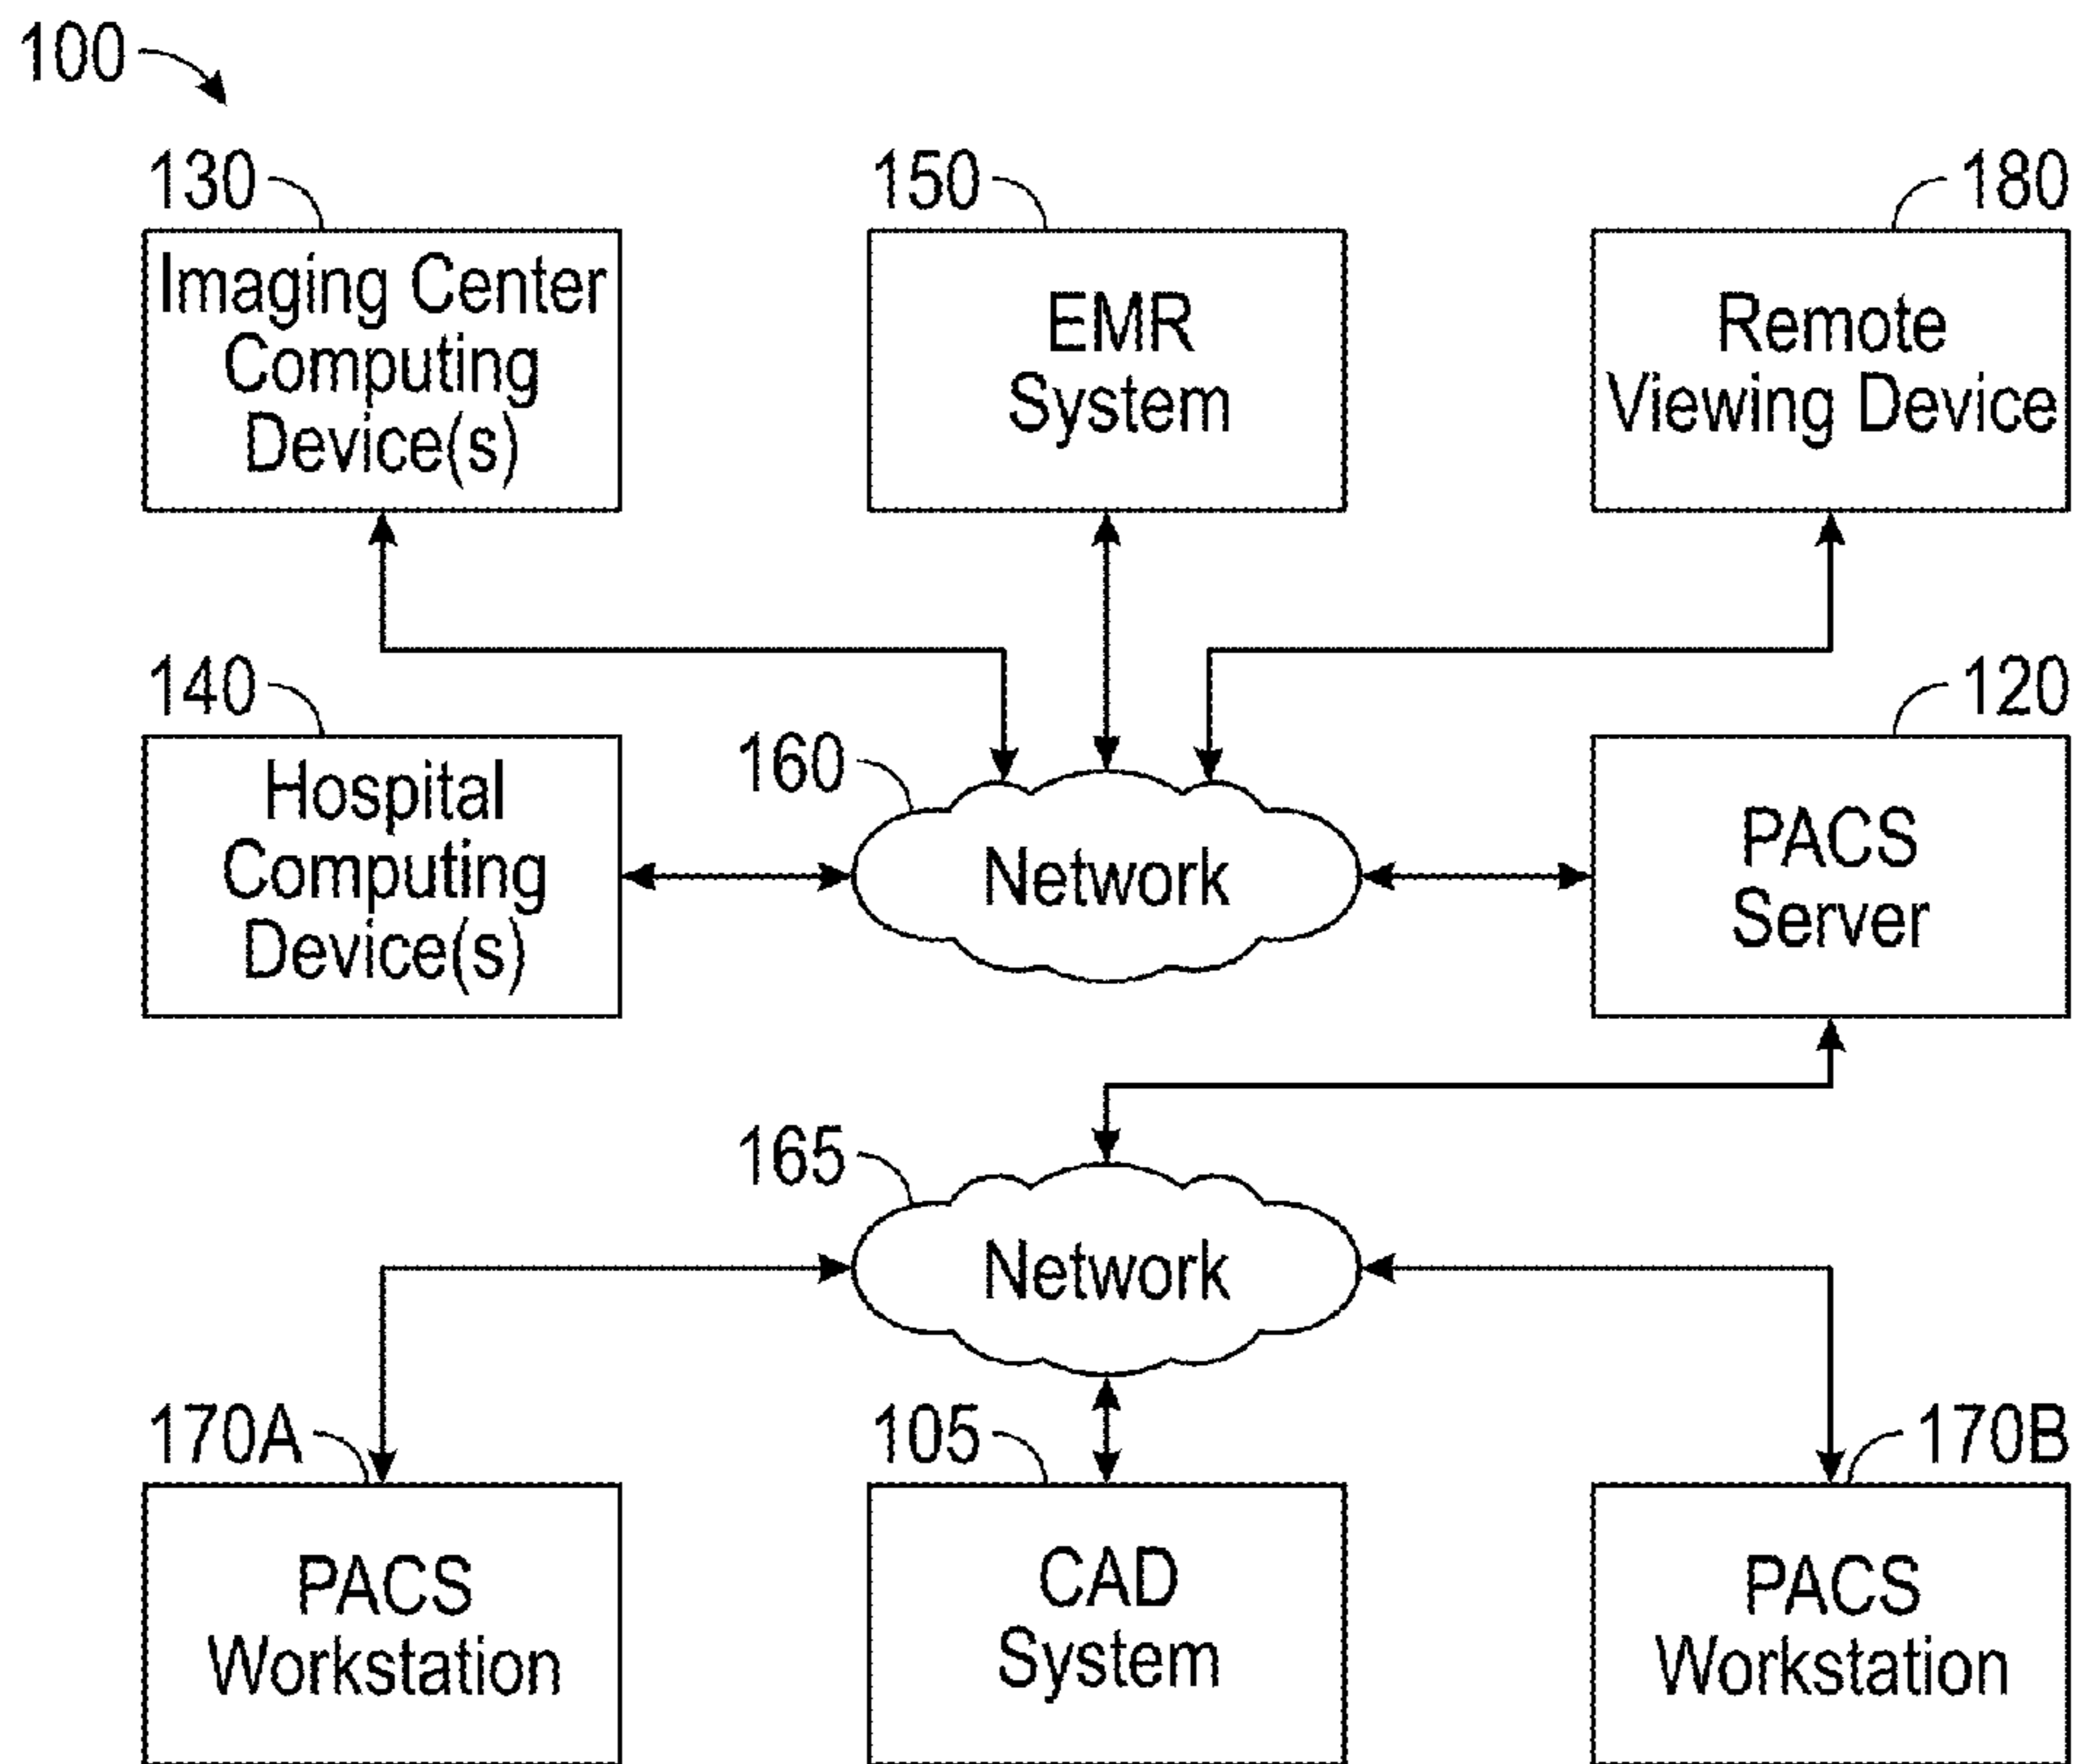 100
130
150
180
Imaging Center
Computing
Device(s)
EMR
System
Remote
Viewing Device
140
160
120
Hospital
Computing
Device(s)
Network
PACS
Server
165
Network
170A
105
170B
PACS
Workstation
CAD
System
PACS
Workstation